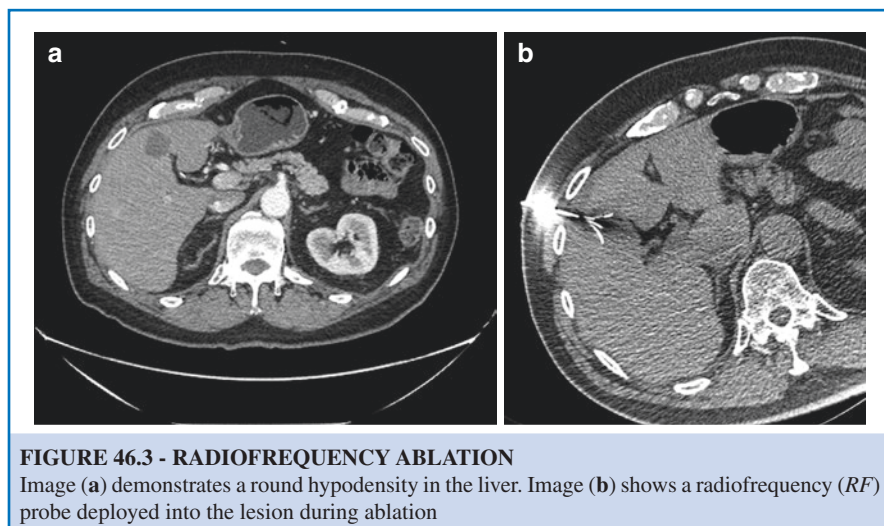 a
b
FIGURE 46.3 - RADIOFREQUENCY ABLATION
Image (a) demonstrates a round hypodensity in the liver. Image (b) shows a radiofrequency (RF)
probe deployed into the lesion during ablation